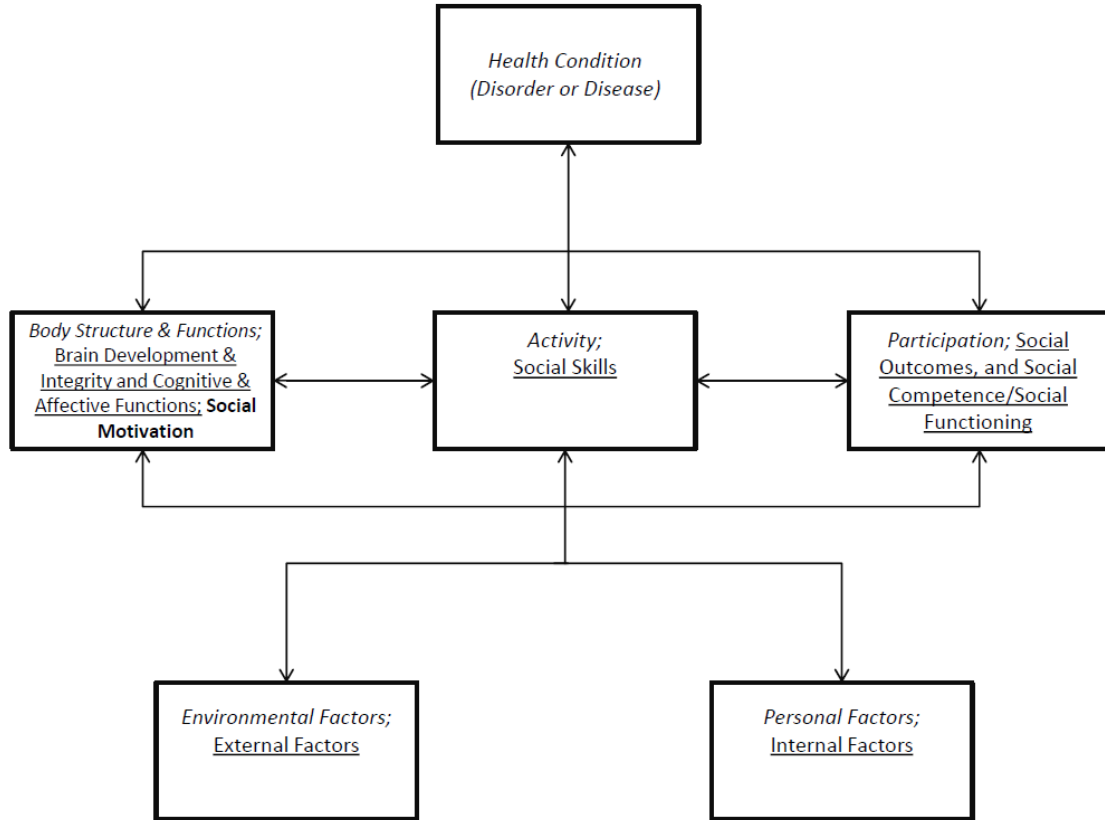 Health Condition
(Disorder or Disease)
Body Structure & Functions;
Brain Development &
Integrity and Cognitive &
Affective Functions; Social
Motivation
Activity;
Social Skills
Participation; Social
Outcomes, and Social
Competence/Social
Functioning
Environmental Factors;
External Factors
Personal Factors;
Internal Factors